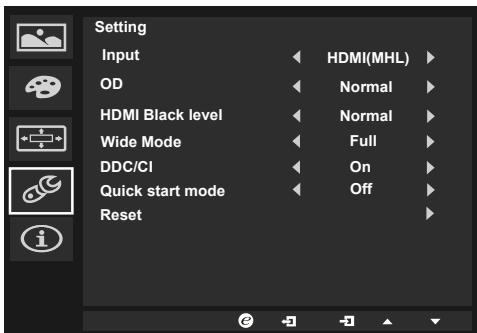 Setting
Input HDMI(MHL)
OD Normal
HDMI Black level Normal
Wide Mode Full
DDC/CI On
Quick start mode Off
Reset